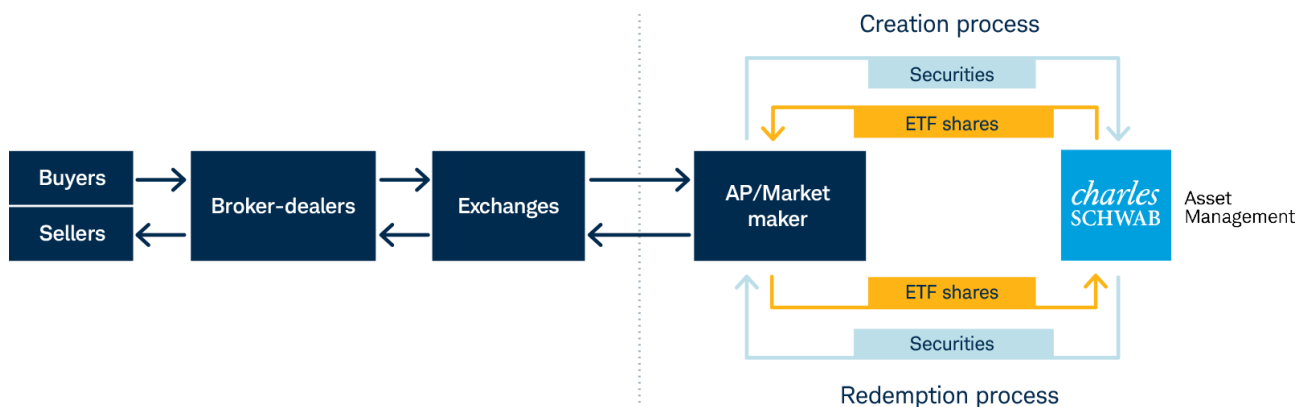 Creation process
Securities
ETF shares
Buyers
Sellers
Broker-dealers
Exchanges
AP/Market
maker
charles
SCHWAB
Asset
Management
ETF shares
Securities
Redemption process